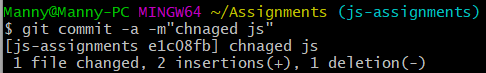 Manny@Manny-PC MINGW64 ~/Assignments (js-assignments)
$ git commit -a -m"chnaged js"
[js-assignments e1c08fb] chnaged js
 1 file changed, 2 insertions(+), 1 deletion(-)